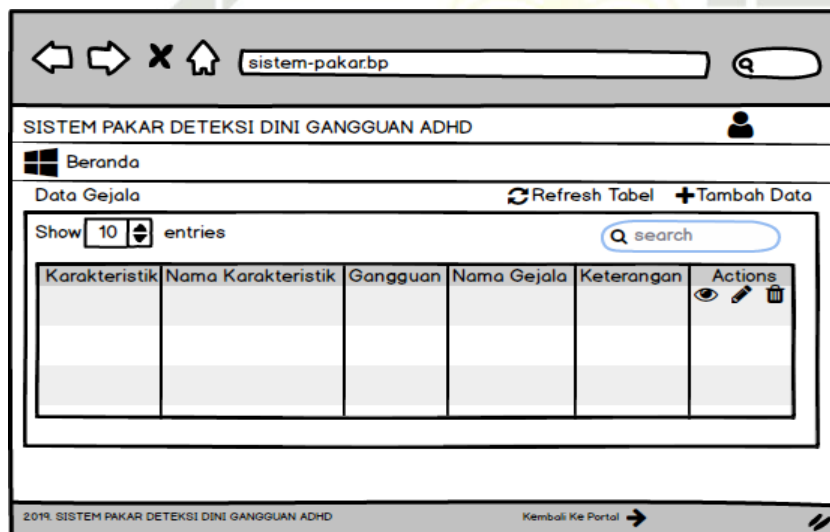 sistem-pakar.bp
SISTEM PAKAR DETEKSI DINI GANGGUAN ADHD
Beranda
Data Gejala Refresh Tabel Tambah Data
Show 10 entries search
Karakteristik Nama Karakteristik Gangguan Nama Gejala Keterangan Actions
2019. SISTEM PAKAR DETEKSI DINI GANGGUAN ADHD Kembali Ke Portal